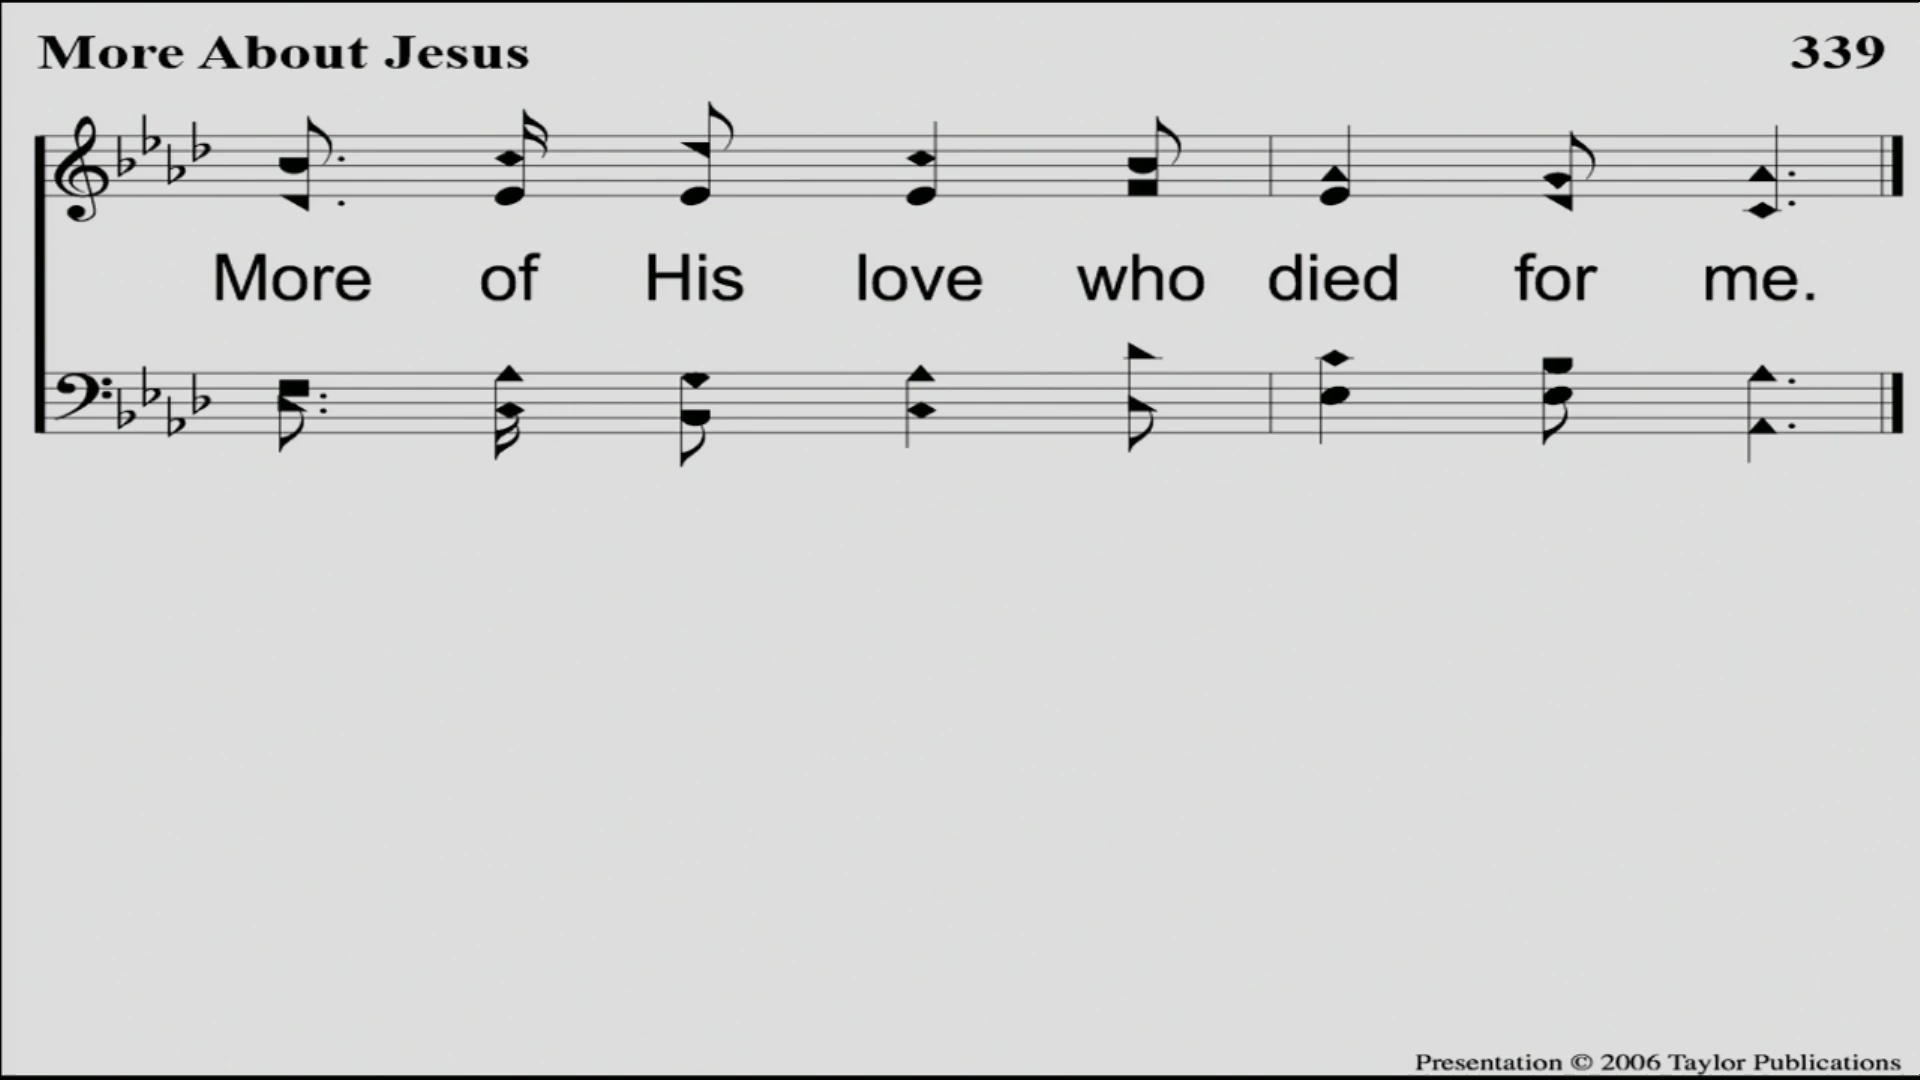 More About Jesus 339
More of His love who died for me.
Presentation © 2006 Taylor Publications